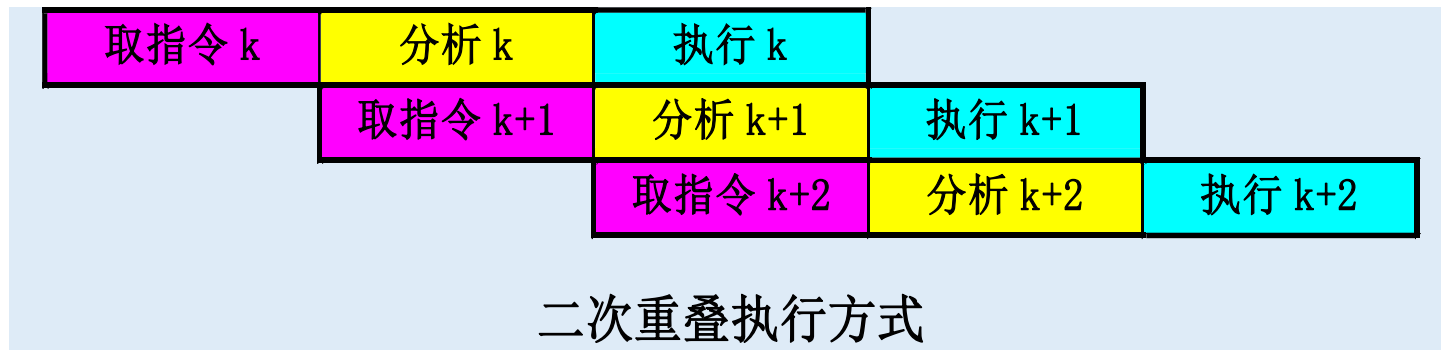 取指令 k 分析 k 执行 k
取指令 k+1 分析 k+1 执行 k+1
取指令 k+2 分析 k+2 执行 k+2
二次重叠执行方式